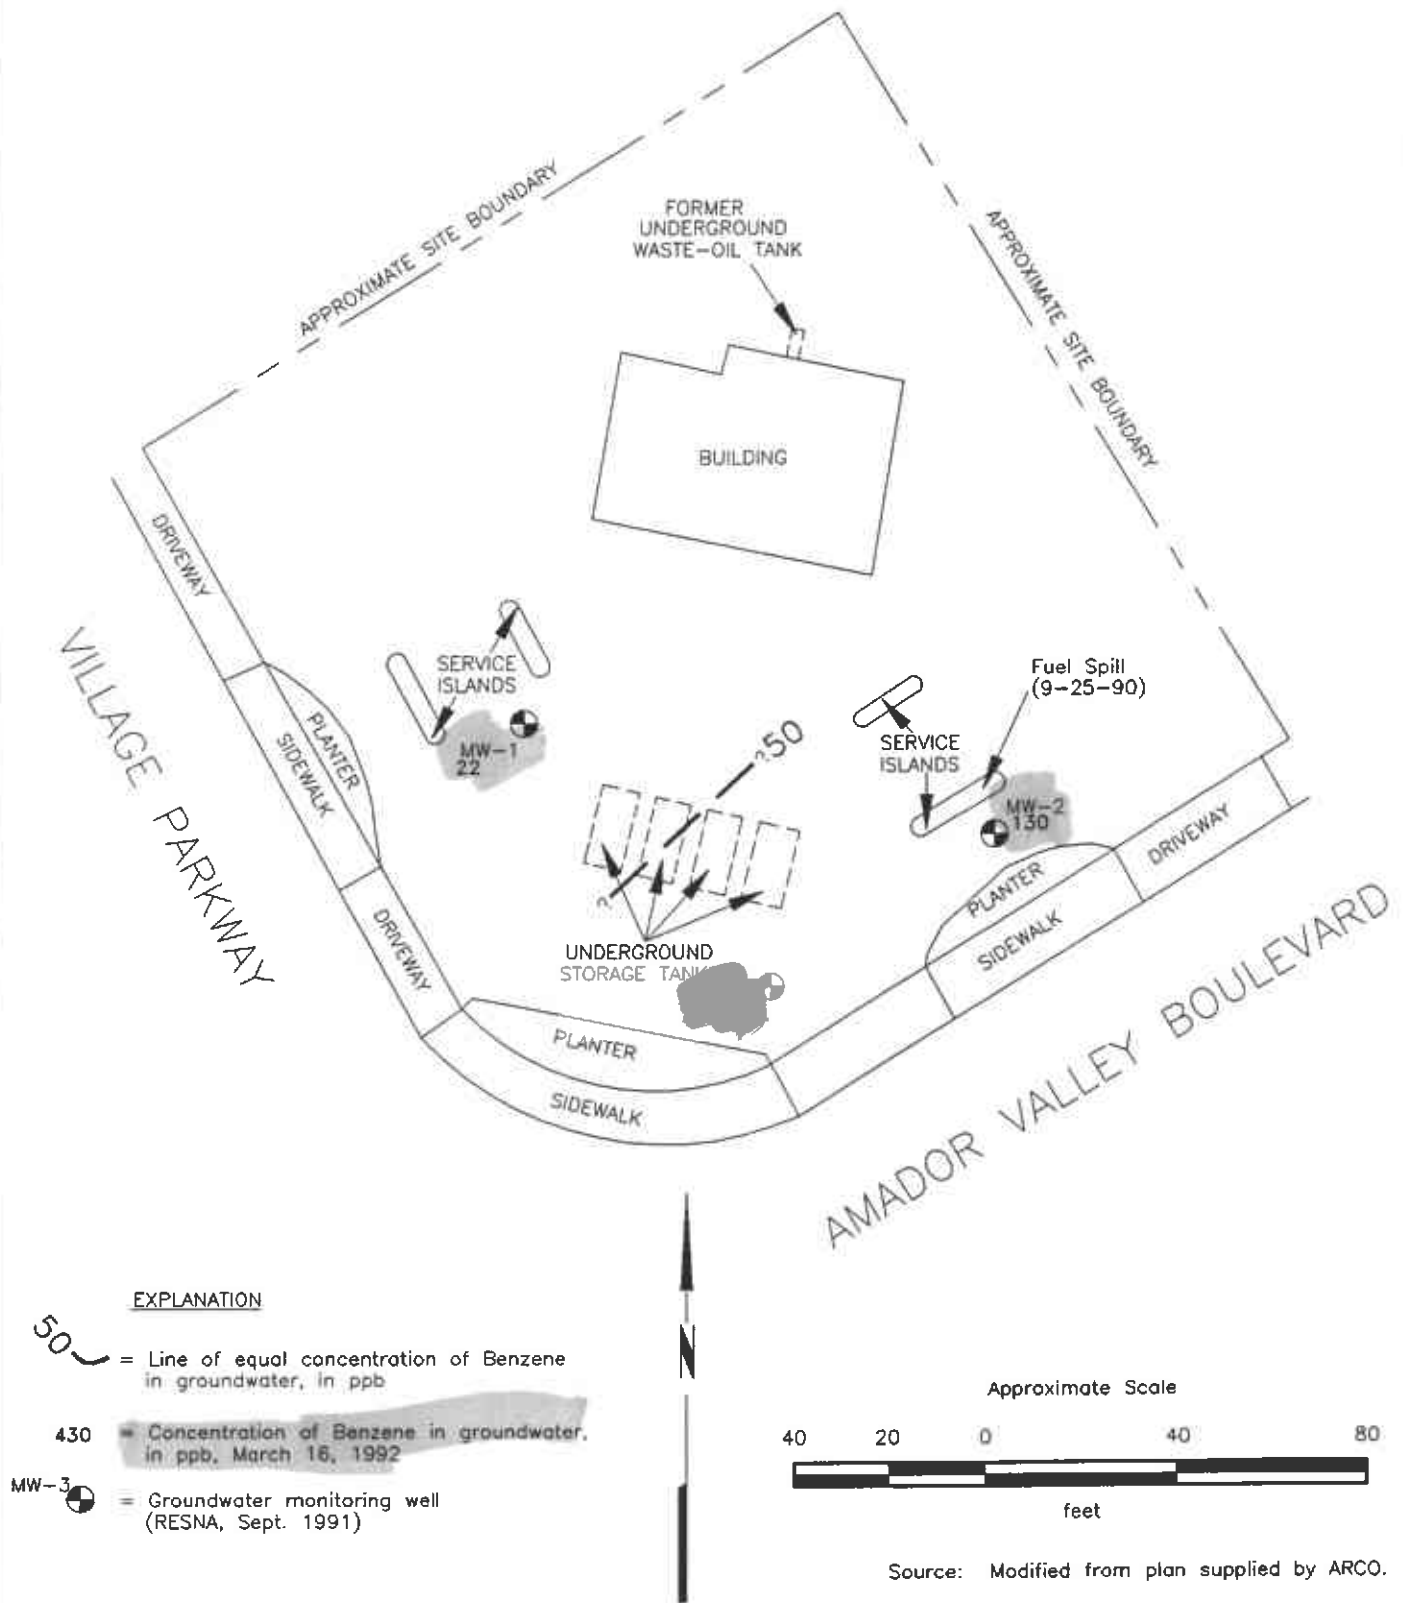 APPROXIMATE SITE BOUNDARY
FORMER
UNDERGROUND
WASTE-OIL TANK
APPROXIMATE SITE BOUNDARY
BUILDING
DRIVEWAY
VILLAGE PARKWAY
SERVICE
ISLANDS
PLANTER
SIDEWALK
MW-1
22
?
50
Fuel Spill
(9-25-90)
SERVICE
ISLANDS
MW-2
130
DRIVEWAY
PLANTER
SIDEWALK
?
DRIVEWAY
UNDERGROUND
STORAGE TANK
PLANTER
SIDEWALK
AMADOR VALLEY BOULEVARD
N
EXPLANATION
50 = Line of equal concentration of Benzene
in groundwater, in ppb
430 = Concentration of Benzene in groundwater,
in ppb, March 16, 1992
MW-3 = Groundwater monitoring well
(RESNA, Sept. 1991)
Approximate Scale
40 20 0 40 80
feet
Source: Modified from plan supplied by ARCO.